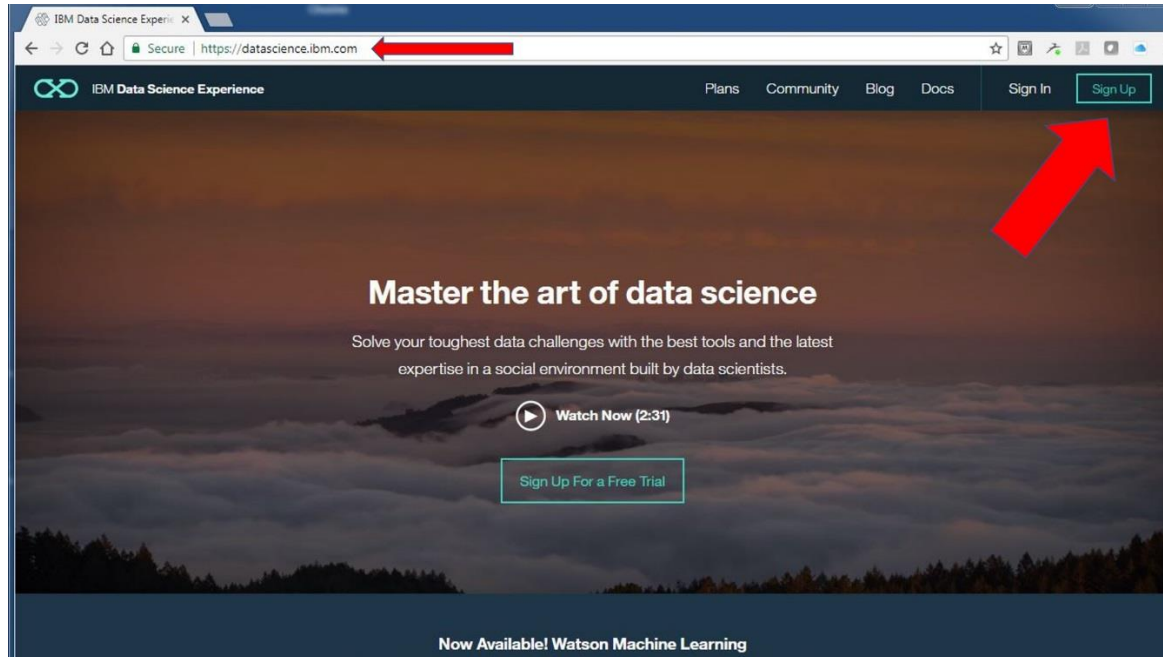 IBM Data Science Experie
Secure | https://datascience.ibm.com
IBM Data Science Experience
Plans Community Blog Docs Sign In Sign Up
Master the art of data science
Solve your toughest data challenges with the best tools and the latest
expertise in a social environment built by data scientists.
Watch Now (2:31)
Sign Up For a Free Trial
Now Available! Watson Machine Learning